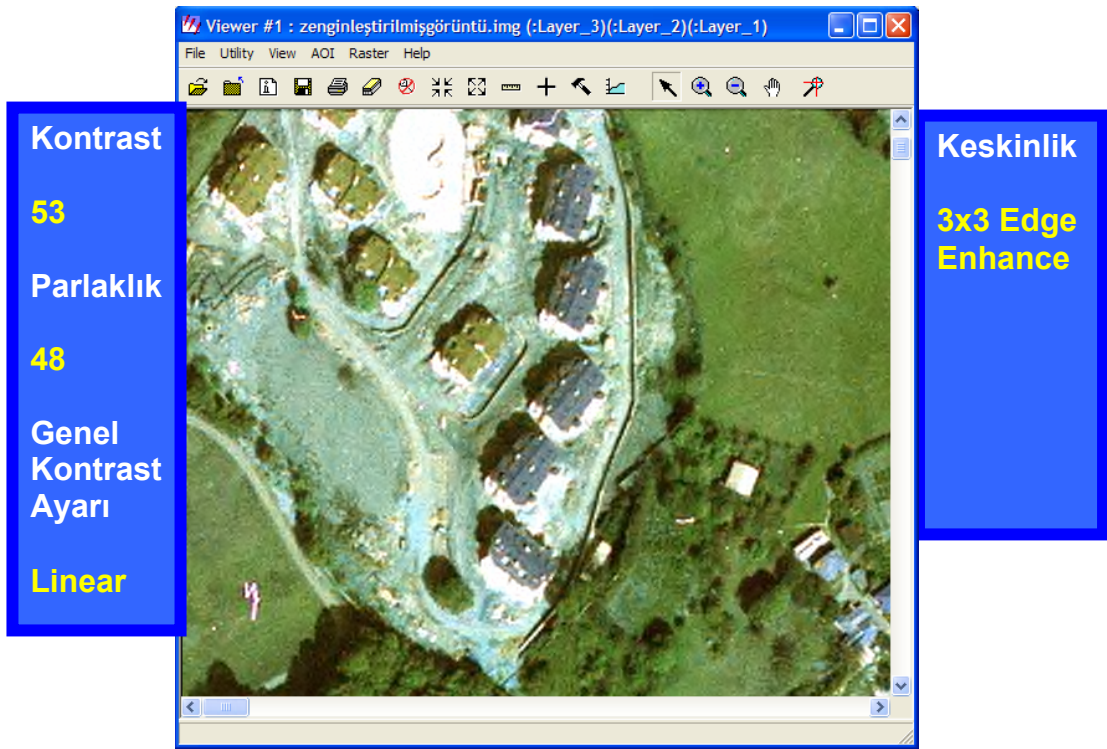 Viewer #1 : zenginleştirilmişgörüntü.img (:Layer_3)(:Layer_2)(:Layer_1)
File Utility View AOI Raster Help
Kontrast
53
Parlaklık
48
Genel
Kontrast
Ayarı
Linear
Keskinlik
3x3 Edge
Enhance